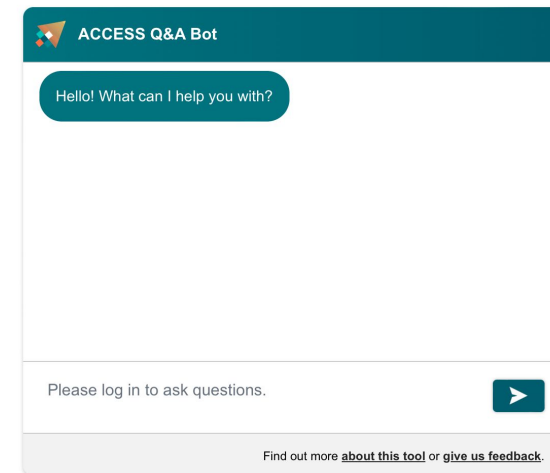 ACCESS Q&A Bot
Hello! What can I help you with?
Please log in to ask questions.
Find out more about this tool or give us feedback.